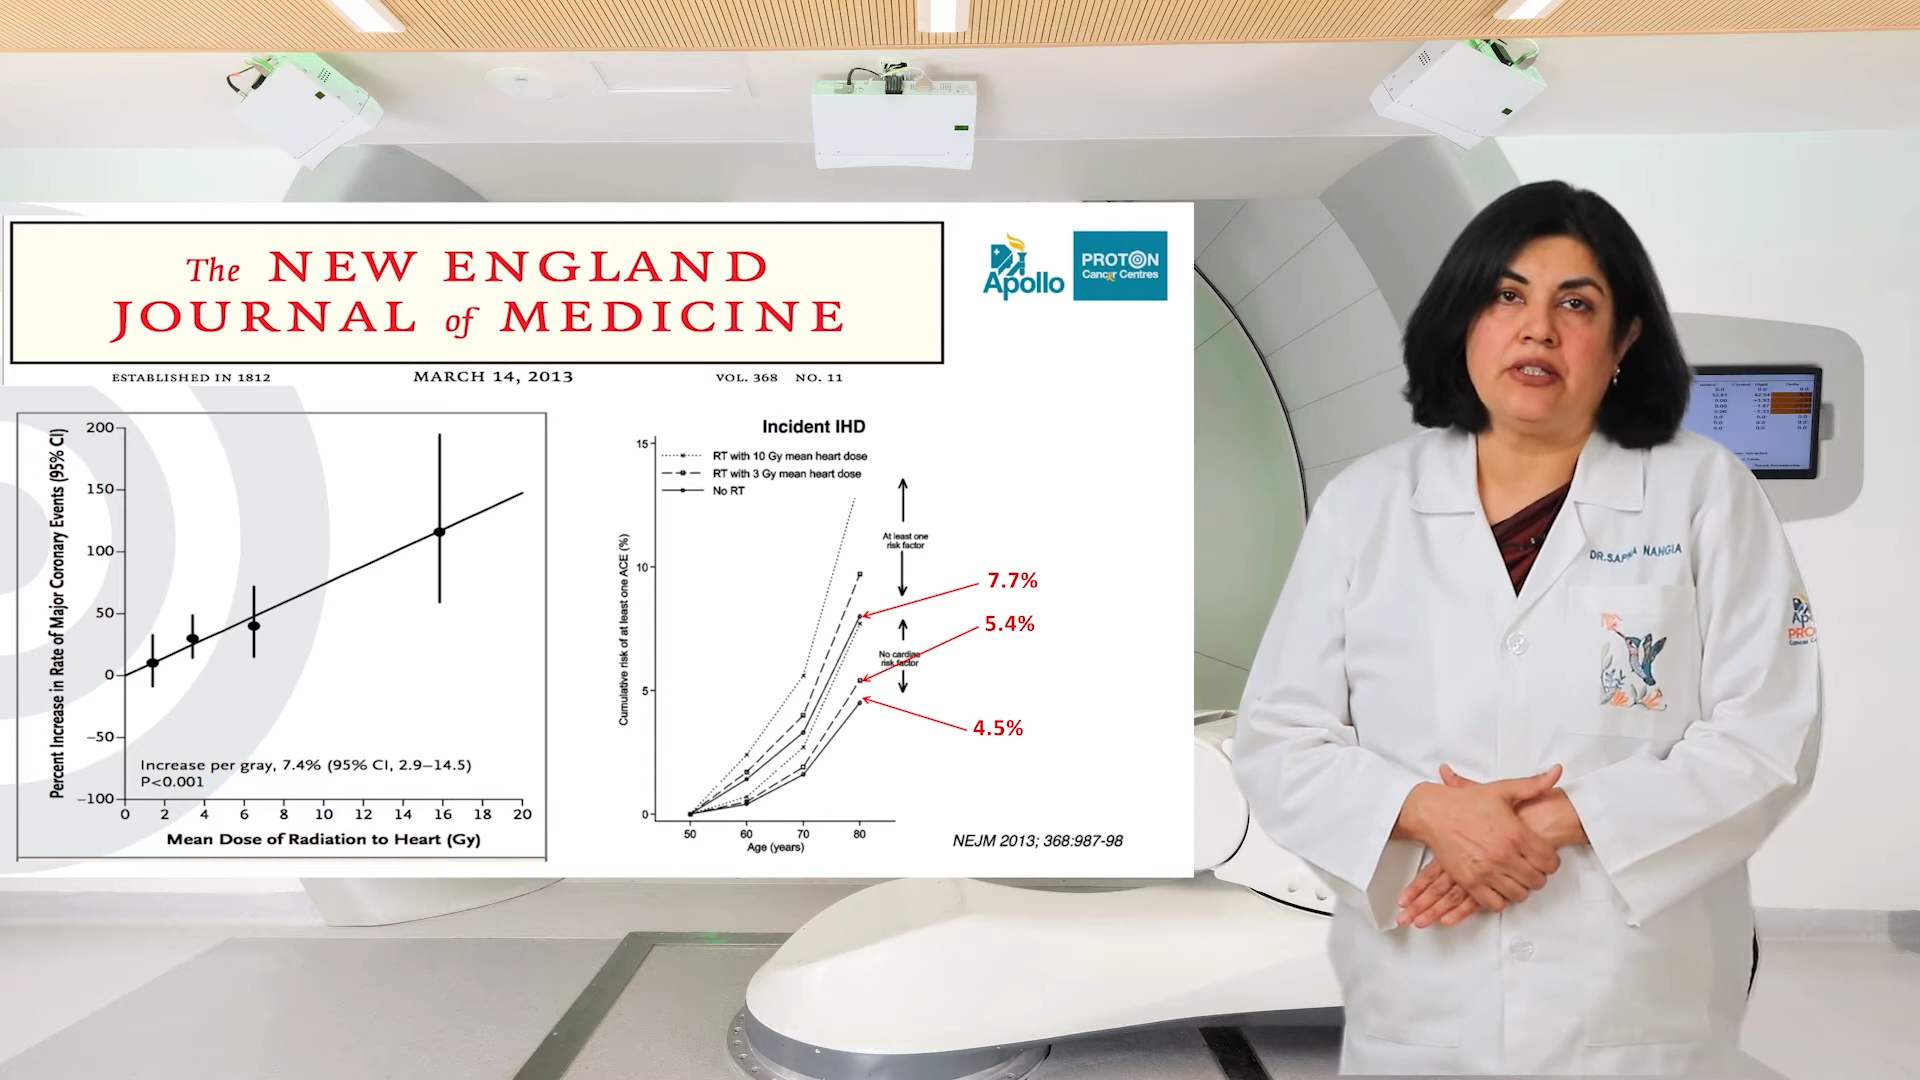 The NEW ENGLAND
JOURNAL of MEDICINE
ESTABLISHED IN 1812
MARCH 14, 2013
VOL. 368 NO. 11
Apollo
PROTON
Cancer Centres
Percent Increase in Rate of Major Coronary Events (95% CI)
200
150
100
50
0
−50
−100
Increase per gray, 7.4% (95% CI, 2.9–14.5)
P<0.001
0 2 4 6 8 10 12 14 16 18 20
Mean Dose of Radiation to Heart (Gy)
Incident IHD
RT with 10 Gy mean heart dose
RT with 3 Gy mean heart dose
No RT
Cumulative risk of at least one ACE (%)
15
10
5
0
50 60 70 80
Age (years)
At least one
risk factor
No cardiac
risk factor
7.7%
5.4%
4.5%
NEJM 2013; 368:987-98
NANGIA